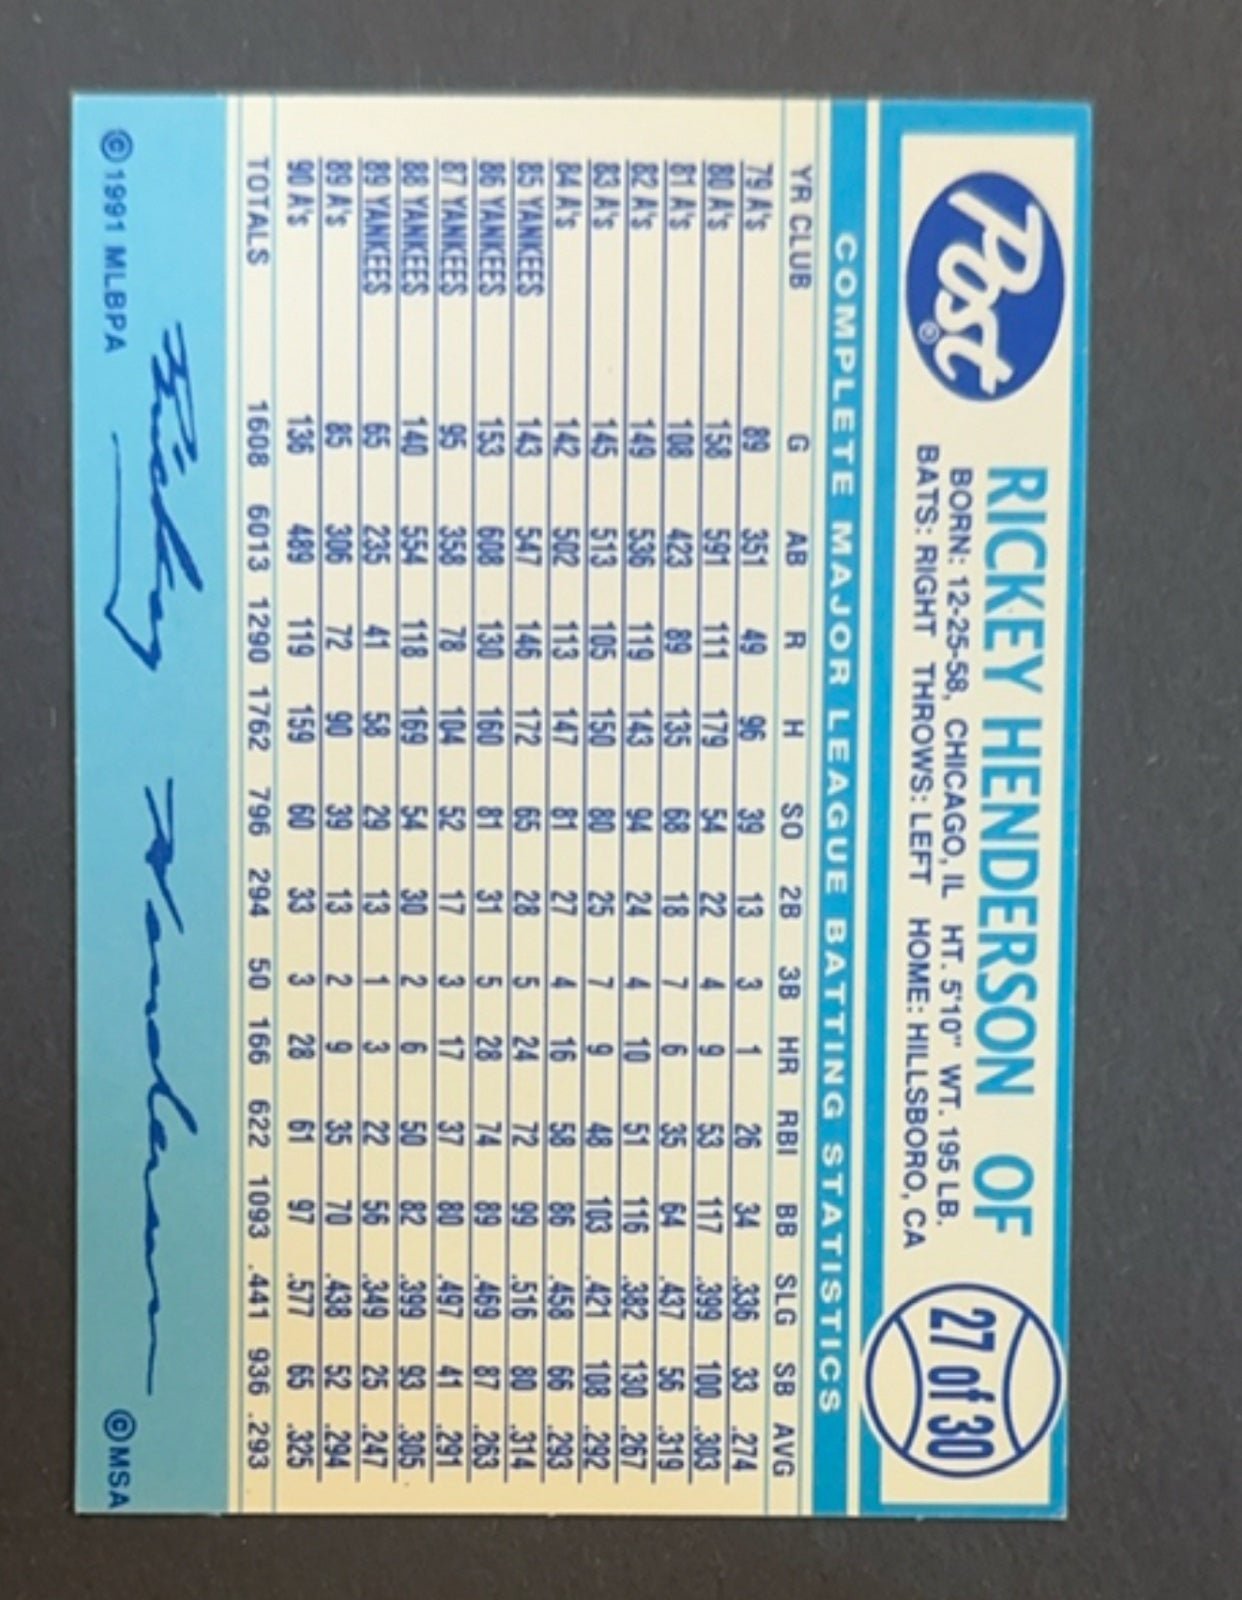 Post®
RICKEY HENDERSON OF
BORN: 12-25-58, CHICAGO, IL HT. 5'10" WT. 195 LB.
BATS: RIGHT THROWS: LEFT HOME: HILLSBORO, CA
27 of 30
COMPLETE MAJOR LEAGUE BATTING STATISTICS
YR CLUB G AB R H SO 2B 3B HR RBI BB SLG SB AVG
79 A's 89 351 49 96 39 13 3 1 26 34 .336 33 .274
80 A's 158 591 111 179 54 22 4 9 53 117 .399 100 .303
81 A's 108 423 89 135 68 18 7 6 35 64 .437 56 .319
82 A's 149 536 119 143 94 24 4 10 51 116 .382 130 .267
83 A's 145 513 105 150 80 25 7 9 48 103 .421 108 .292
84 A's 142 502 113 147 81 27 4 16 58 86 .458 66 .293
85 YANKEES 143 547 146 172 65 28 5 24 72 99 .516 80 .314
86 YANKEES 153 608 130 160 81 31 5 28 74 89 .469 87 .263
87 YANKEES 95 358 78 104 52 17 3 17 37 80 .497 41 .291
88 YANKEES 140 554 118 169 54 30 2 6 50 82 .399 93 .305
89 YANKEES 65 235 41 58 29 13 1 3 22 56 .349 25 .247
89 A's 85 306 72 90 39 13 2 9 35 70 .438 52 .294
90 A's 136 489 119 159 60 33 3 28 61 97 .577 65 .325
TOTALS 1608 6013 1290 1762 796 294 50 166 622 1093 .441 936 .293
Rickey Henderson
© 1991 MLBPA
© MSA